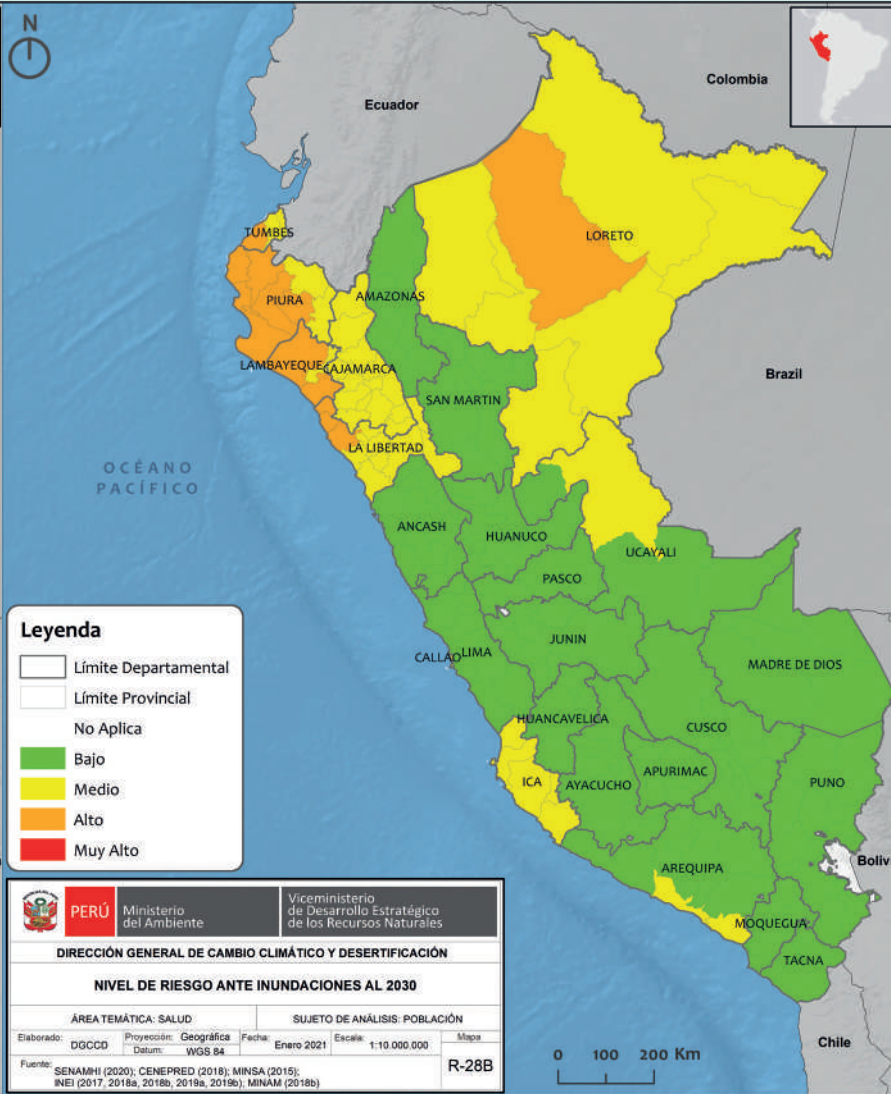 N
Colombia
Ecuador
TUMBES
LORETO
PIURA
AMAZONAS
LAMBAYEQUE
CAJAMARCA
Brazil
SAN MARTIN
LA LIBERTAD
OCÉANO
PACÍFICO
ANCASH
HUANUCO
UCAYALI
PASCO
JUNIN
CALLAO
LIMA
MADRE DE DIOS
HUANCAVELICA
CUSCO
ICA
AYACUCHO
APURIMAC
PUNO
AREQUIPA
Boliv
MOQUEGUA
TACNA
Chile
Leyenda
Límite Departamental
Límite Provincial
No Aplica
Bajo
Medio
Alto
Muy Alto
PERÚ
Ministerio
del Ambiente
Viceministerio
de Desarrollo Estratégico
de los Recursos Naturales
DIRECCIÓN GENERAL DE CAMBIO CLIMÁTICO Y DESERTIFICACIÓN
NIVEL DE RIESGO ANTE INUNDACIONES AL 2030
ÁREA TEMÁTICA: SALUD
SUJETO DE ANÁLISIS: POBLACIÓN
Elaborado: DGCCD
Proyección: Geográfica
Datum: WGS 84
Fecha: Enero 2021
Escala: 1:10.000.000
Mapa
R-28B
Fuente: SENAMHI (2020); CENEPRED (2018); MINSA (2015);
INEI (2017, 2018a, 2018b, 2019a, 2019b); MINAM (2018b)
0 100 200 Km